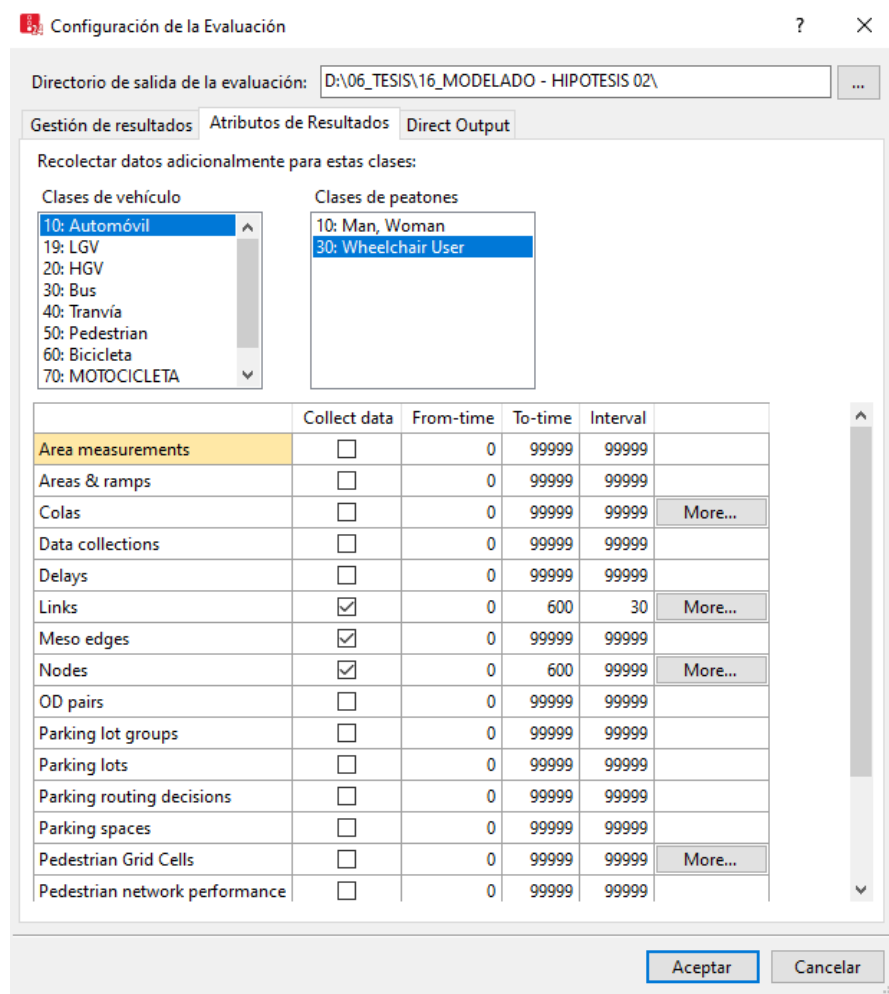 Configuración de la Evaluación ?
Directorio de salida de la evaluación: D:\06_TESIS\16_MODELADO - HIPOTESIS 02\ ...
Gestión de resultados Atributos de Resultados Direct Output
Recolectar datos adicionalmente para estas clases:
Clases de vehículo Clases de peatones
10: Automóvil 10: Man, Woman
19: LGV 30: Wheelchair User
20: HGV
30: Bus
40: Tranvía
50: Pedestrian
60: Bicicleta
70: MOTOCICLETA
Collect data From-time To-time Interval
Area measurements 0 99999 99999
Areas & ramps 0 99999 99999
Colas 0 99999 99999 More...
Data collections 0 99999 99999
Delays 0 99999 99999
Links 0 600 30 More...
Meso edges 0 99999 99999
Nodes 0 600 99999 More...
OD pairs 0 99999 99999
Parking lot groups 0 99999 99999
Parking lots 0 99999 99999
Parking routing decisions 0 99999 99999
Parking spaces 0 99999 99999
Pedestrian Grid Cells 0 99999 99999 More...
Pedestrian network performance 0 99999 99999
Aceptar Cancelar